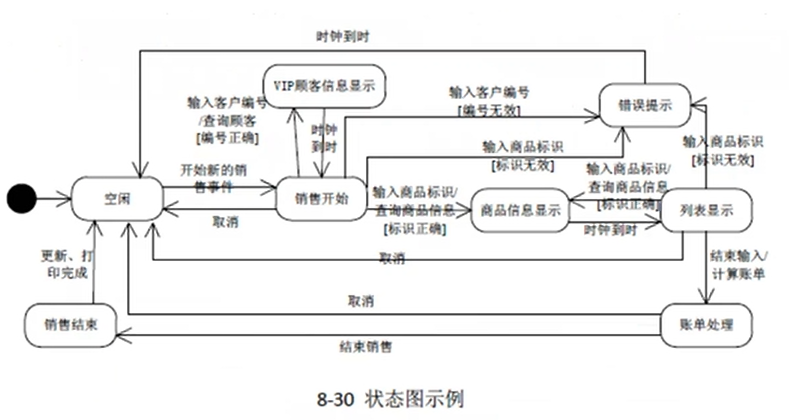 时钟到时
VIP顾客信息显示
输入客户编号
/查询顾客
[编号正确]
时钟
到时
输入客户编号
[编号无效]
错误提示
输入商品标识
[标识无效]
输入商品标识
[标识无效]
开始新的销
售事件
输入商品标识/
查询商品信息
[标识正确]
空闲
销售开始
输入商品标识/
查询商品信息
[标识正确]
商品信息显示
列表显示
取消
时钟到时
更新、打
印完成
取消
结束输入/
计算账单
取消
销售结束
账单处理
结束销售
8-30 状态图示例